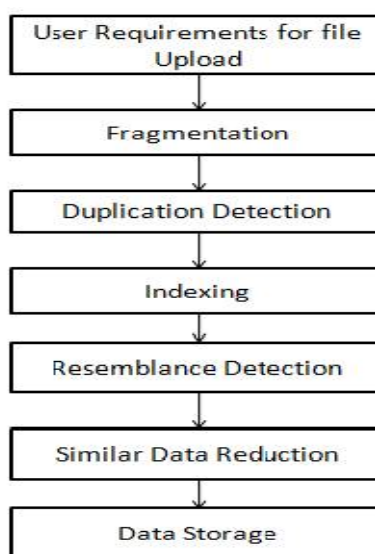 User Requirements for file
Upload
Fragmentation
Duplication Detection
Indexing
Resemblance Detection
Similar Data Reduction
Data Storage